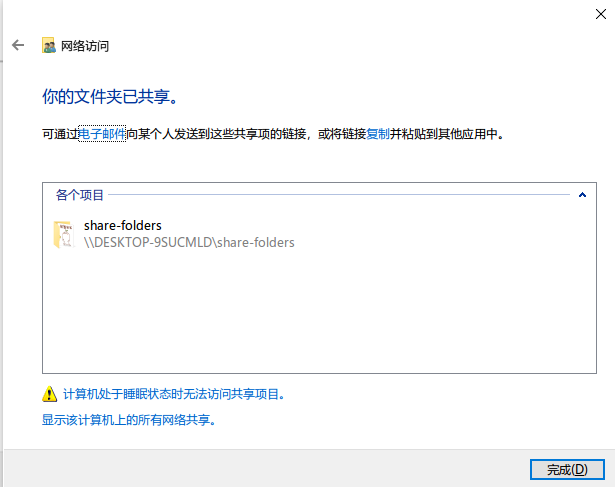 网络访问
你的文件夹已共享。
可通过电子邮件向某个人发送到这些共享项的链接，或将链接复制并粘贴到其他应用中。
各个项目
share-folders
\\DESKTOP-9SUCMLD\share-folders
计算机处于睡眠状态时无法访问共享项目。
显示该计算机上的所有网络共享。
完成(D)